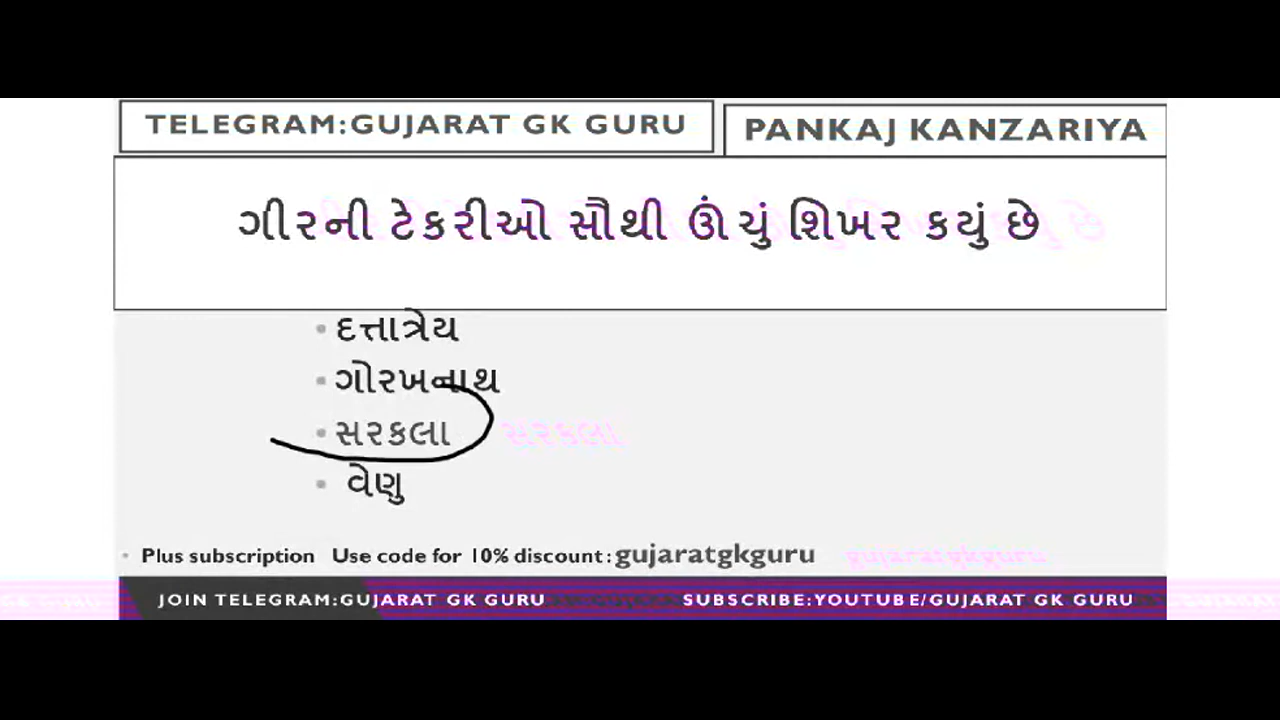 TELEGRAM:GUJARAT GK GURU
PANKAJ KANZARIYA
ગીરની ટેકરીઓ સૌથી ઊંચું શિખર કયું છે
• દત્તાત્રેય
• ગોરખનાથ
• સરકલા
• વેણુ
• Plus subscription Use code for 10% discount : gujaratgkguru
JOIN TELEGRAM:GUJARAT GK GURU
SUBSCRIBE:YOUTUBE/GUJARAT GK GURU